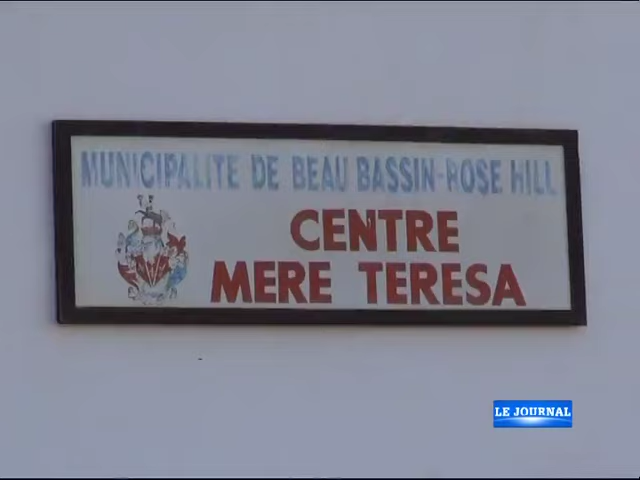 MUNICIPALITE DE BEAU BASSIN-ROSE HILL
CENTRE
MERE TERESA
LE JOURNAL